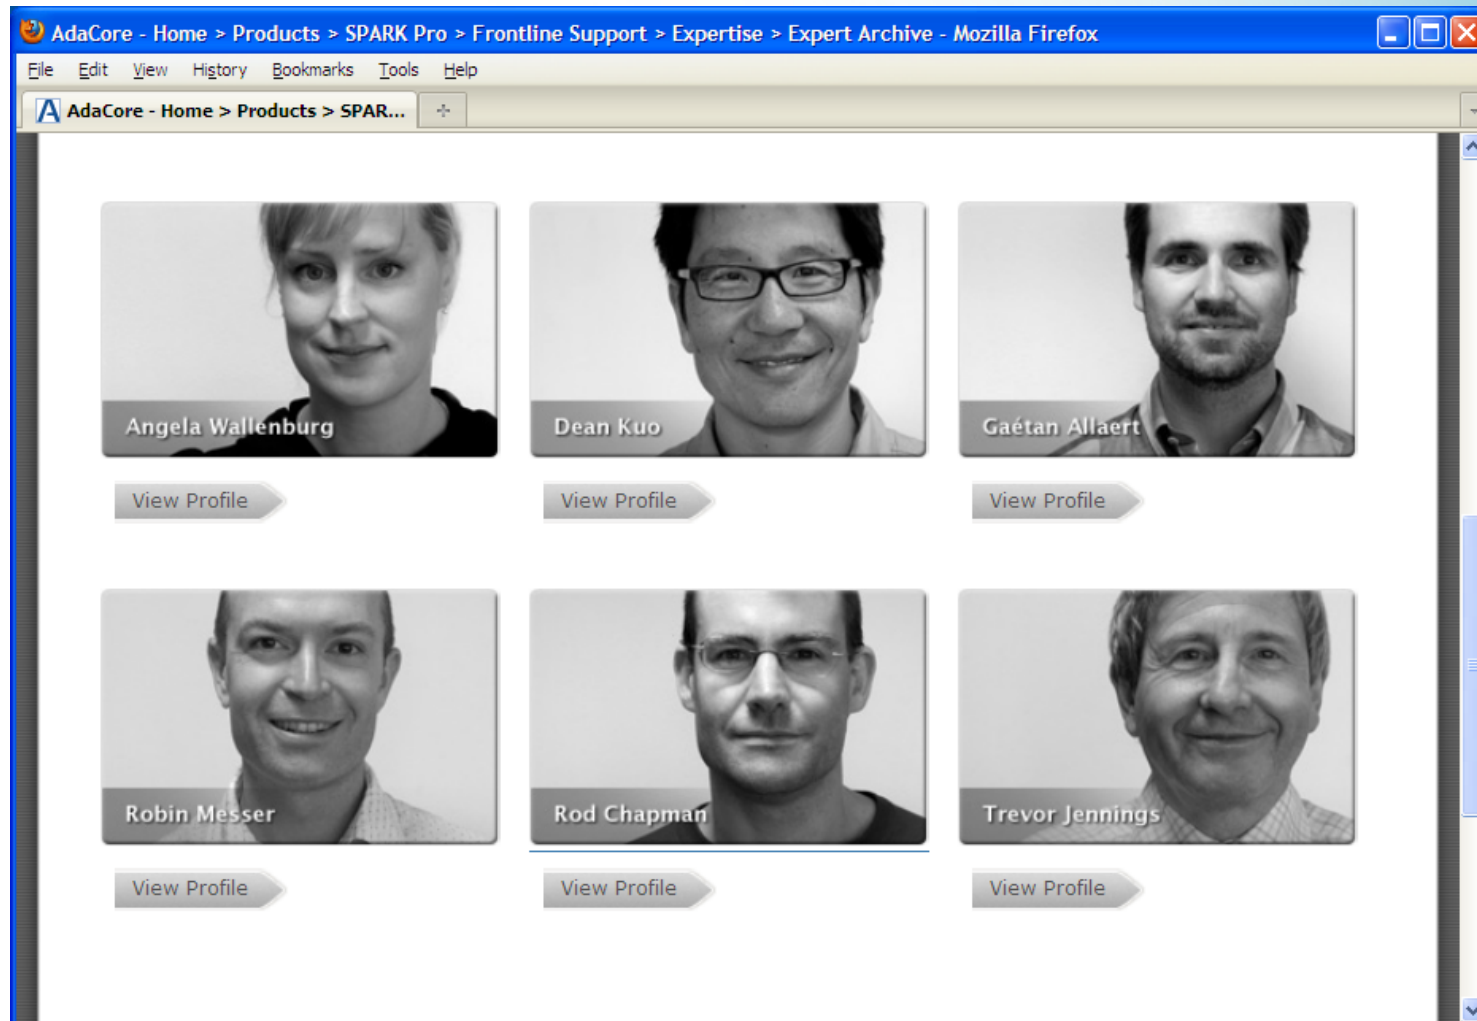 AdaCore - Home > Products > SPARK Pro > Frontline Support > Expertise > Expert Archive - Mozilla Firefox
File Edit View History Bookmarks Tools Help
AdaCore - Home > Products > SPAR...
Angela Wallenburg
Dean Kuo
Gaétan Allaert
View Profile
View Profile
View Profile
Robin Messer
Rod Chapman
Trevor Jennings
View Profile
View Profile
View Profile